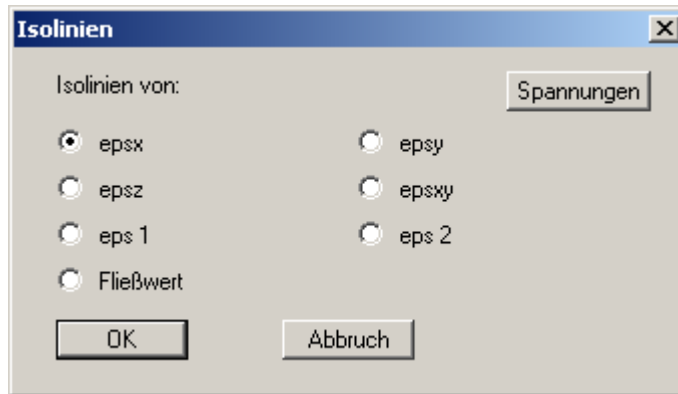 Isolinien
Isolinien von: Spannungen
epsx epsy
epsz epsxy
eps 1 eps 2
Fließwert
OK Abbruch